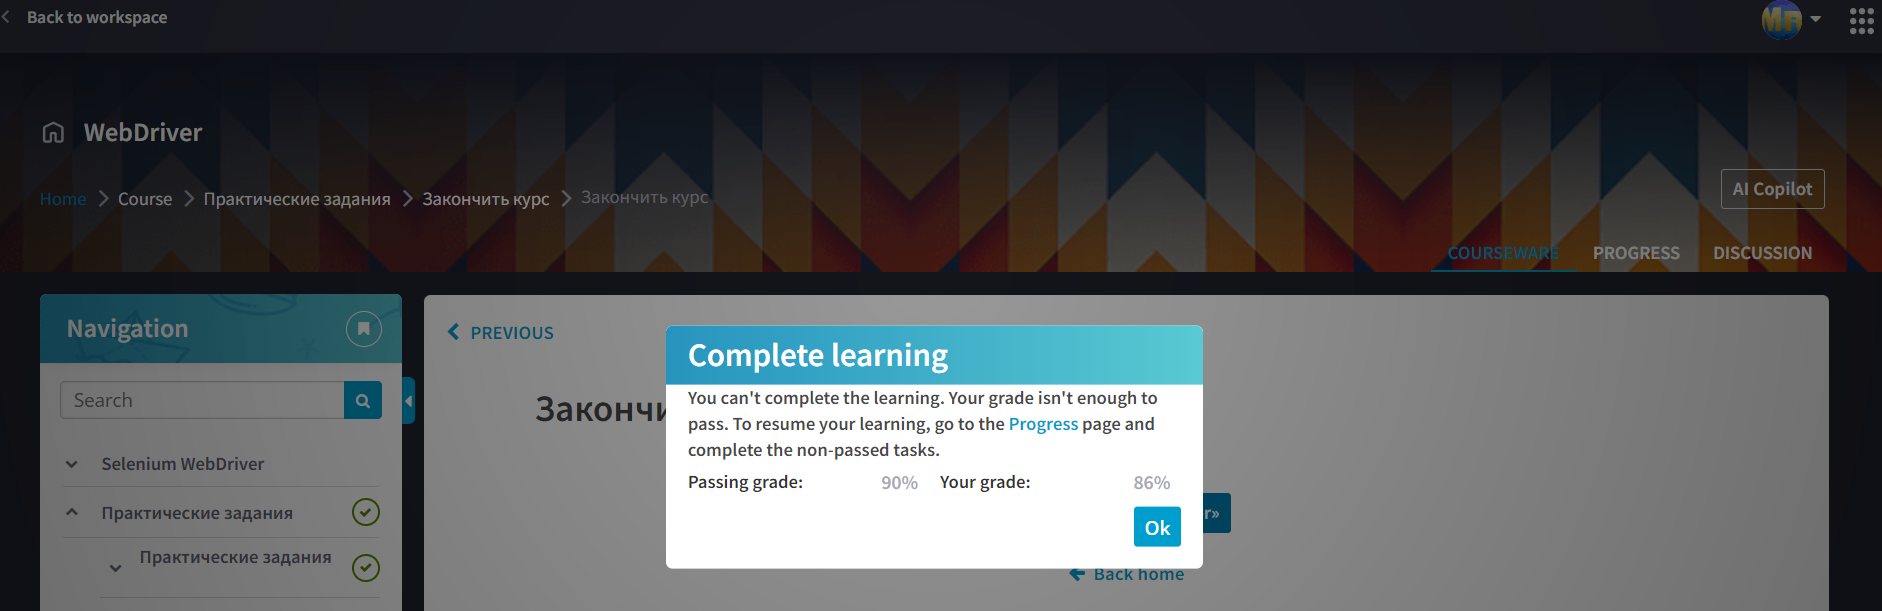 Back to workspace
MR
WebDriver
Home > Course > Практические задания > Закончить курс > Закончить курс
AI Copilot
COURSEWARE PROGRESS DISCUSSION
Navigation
Search
Selenium WebDriver
Практические задания
Практические задания
PREVIOUS
Закончи
Complete learning
You can't complete the learning. Your grade isn't enough to
pass. To resume your learning, go to the Progress page and
complete the non-passed tasks.
Passing grade: 90% Your grade: 86%
Ok
r»
Back home